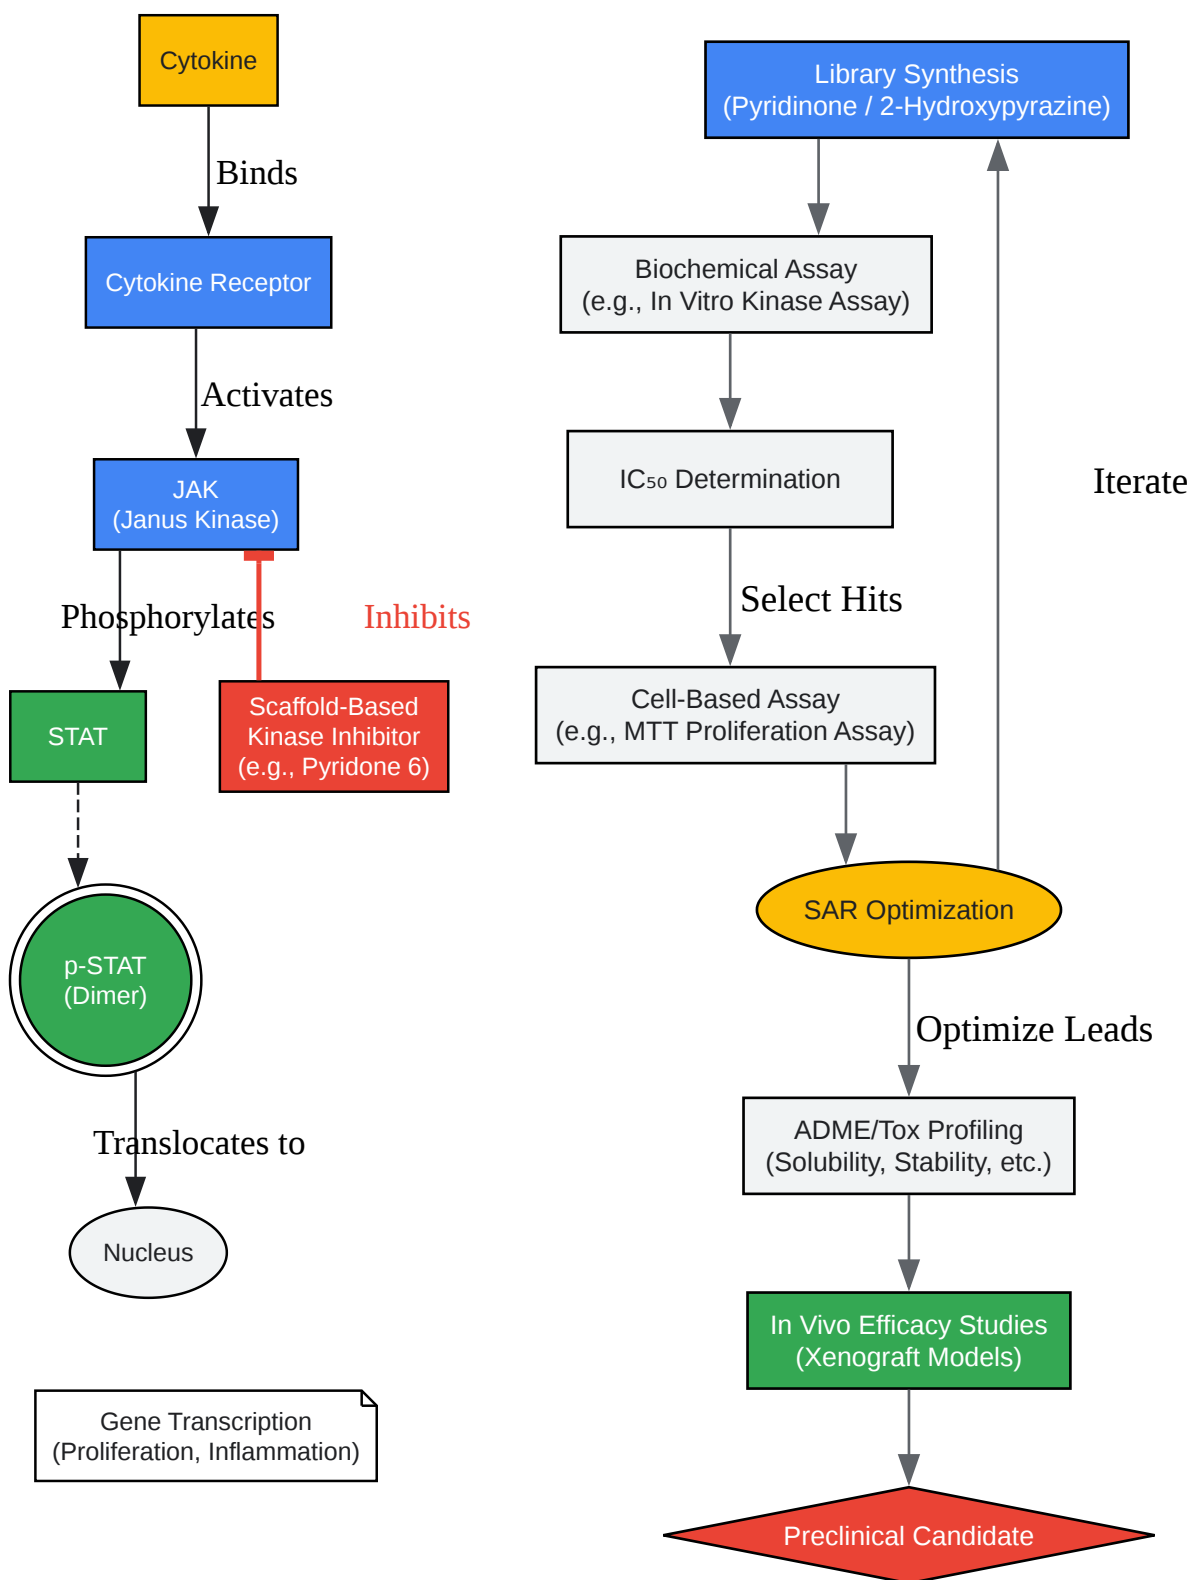 Cytokine
Binds
Cytokine Receptor
Activates
JAK
(Janus Kinase)
Phosphorylates
Inhibits
STAT
Scaffold-Based
Kinase Inhibitor
(e.g., Pyridone 6)
p-STAT
(Dimer)
Translocates to
Nucleus
Gene Transcription
(Proliferation, Inflammation)
Library Synthesis
(Pyridinone / 2-Hydroxypyrazine)
Biochemical Assay
(e.g., In Vitro Kinase Assay)
IC₅₀ Determination
Iterate
Select Hits
Cell-Based Assay
(e.g., MTT Proliferation Assay)
SAR Optimization
Optimize Leads
ADME/Tox Profiling
(Solubility, Stability, etc.)
In Vivo Efficacy Studies
(Xenograft Models)
Preclinical Candidate